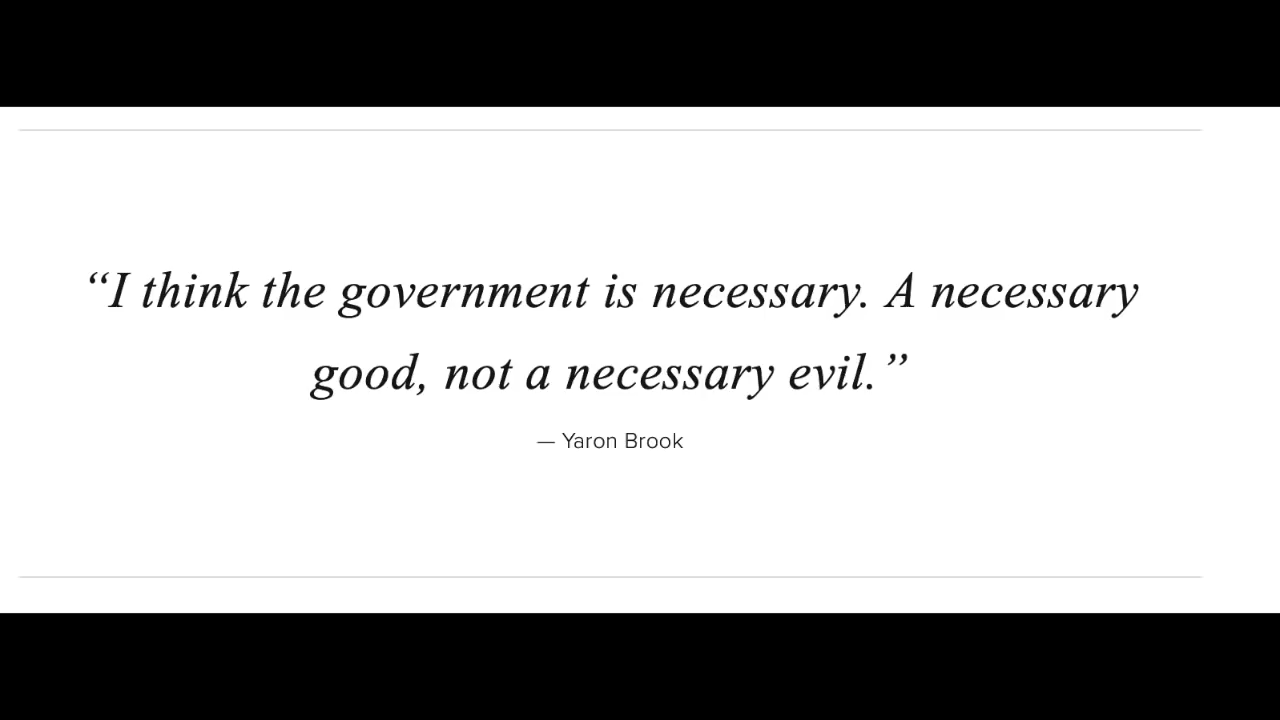 “I think the government is necessary. A necessary
good, not a necessary evil.”
— Yaron Brook